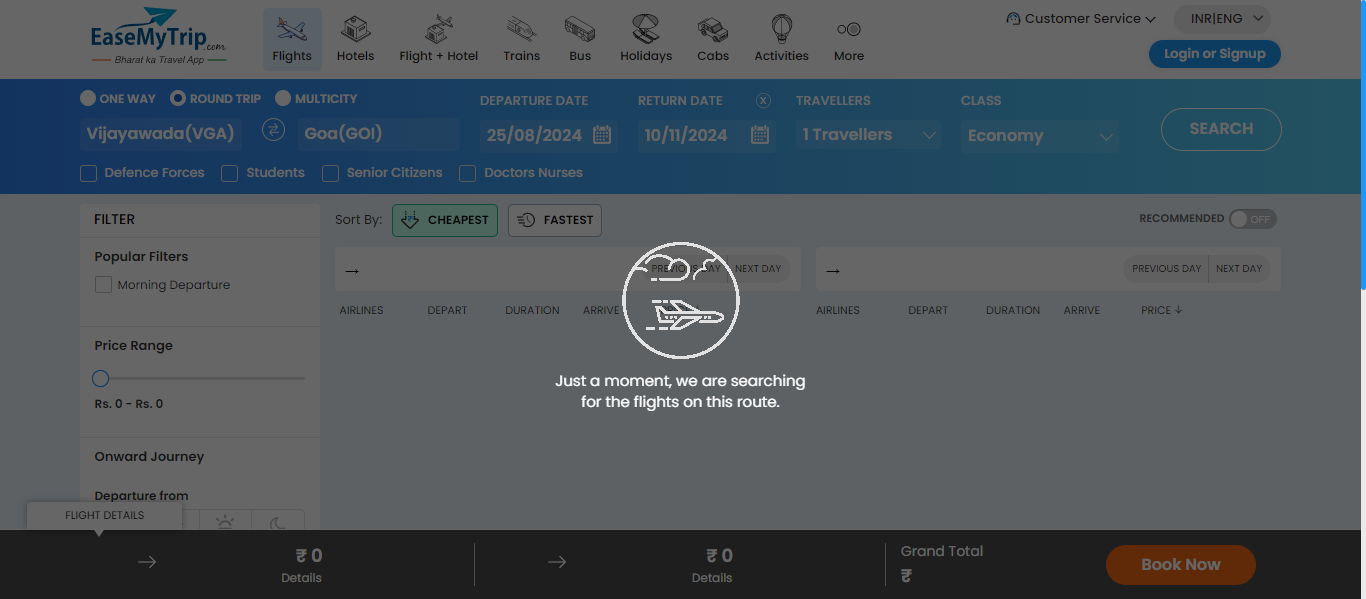 EaseMyTrip.com
Bharat ka Travel App
Flights
Hotels
Flight + Hotel
Trains
Bus
Holidays
Cabs
Activities
More
Customer Service
INR|ENG
Login or Signup
ONE WAY
ROUND TRIP
MULTICITY
DEPARTURE DATE
RETURN DATE
X
TRAVELLERS
CLASS
Vijayawada(VGA)
Goa(GOI)
25/08/2024
10/11/2024
1 Travellers
Economy
SEARCH
Defence Forces
Students
Senior Citizens
Doctors Nurses
FILTER
Popular Filters
Morning Departure
Price Range
Rs. 0 - Rs. 0
Onward Journey
Departure from
Sort By:
CHEAPEST
FASTEST
RECOMMENDED
OFF
→
PREVIOUS DAY
NEXT DAY
→
PREVIOUS DAY
NEXT DAY
AIRLINES
DEPART
DURATION
ARRIVE
AIRLINES
DEPART
DURATION
ARRIVE
PRICE ↓
Just a moment, we are searching
for the flights on this route.
FLIGHT DETAILS
→
₹ 0
Details
→
₹ 0
Details
Grand Total
₹
Book Now